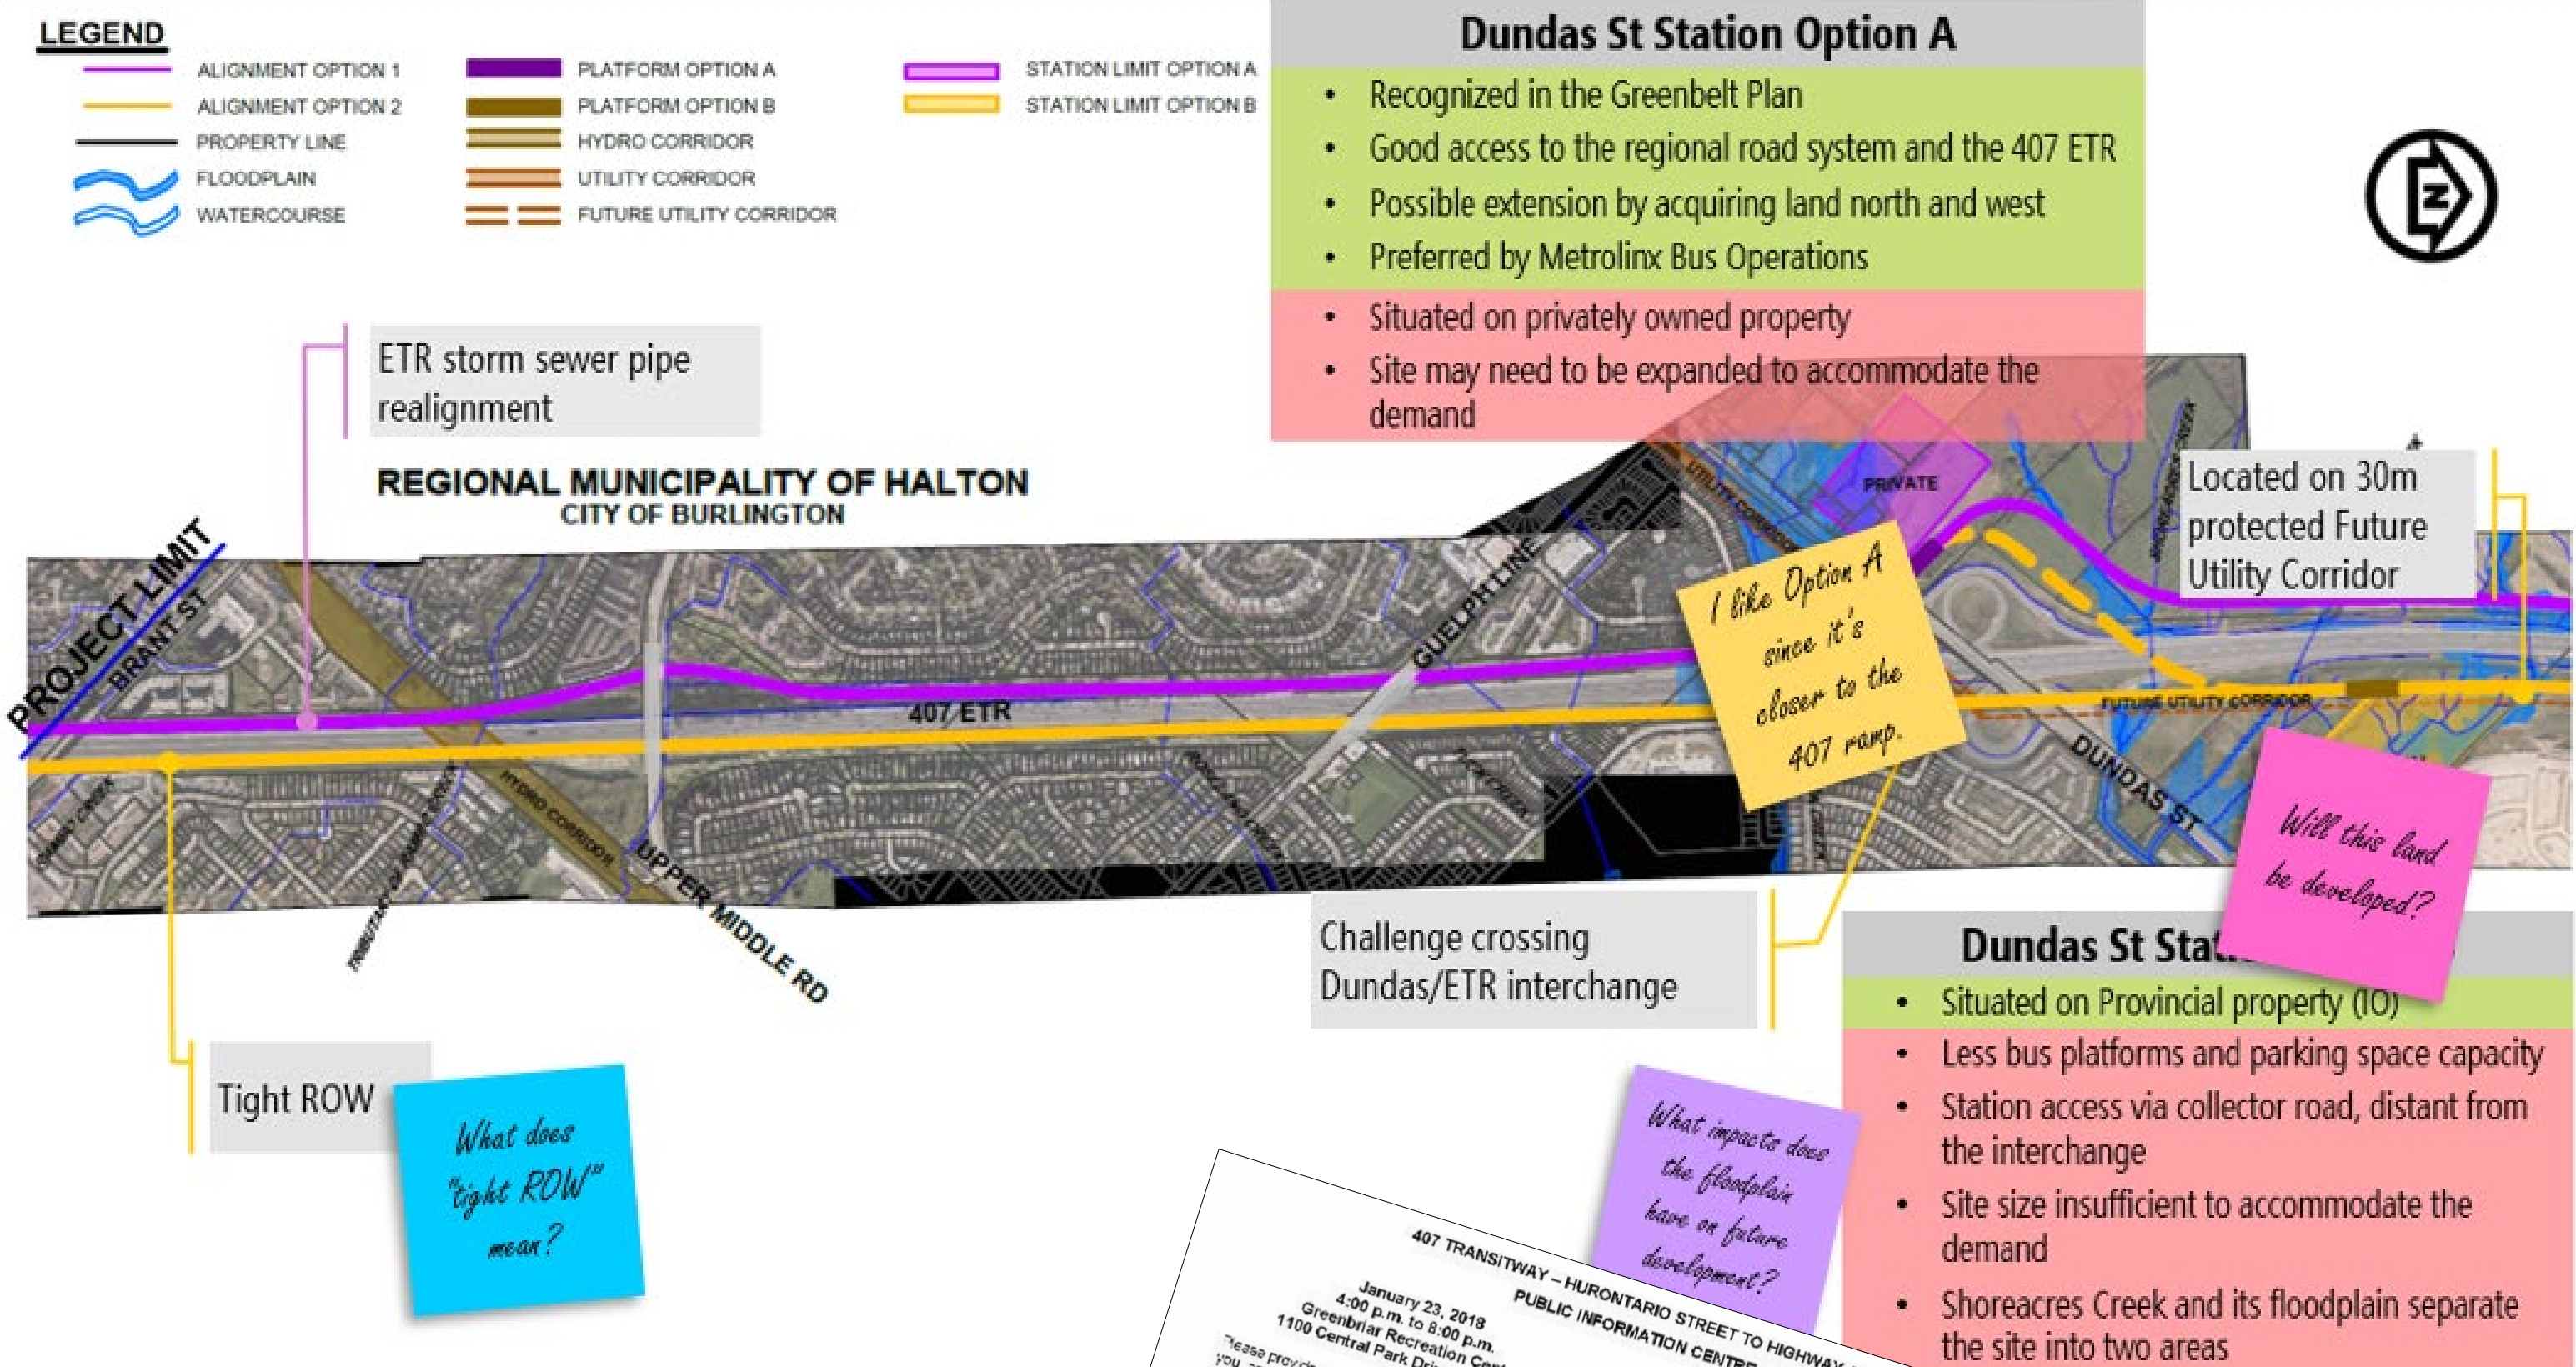 LEGEND
ALIGNMENT OPTION 1
ALIGNMENT OPTION 2
PROPERTY LINE
FLOODPLAIN
WATERCOURSE
PLATFORM OPTION A
PLATFORM OPTION B
HYDRO CORRIDOR
UTILITY CORRIDOR
FUTURE UTILITY CORRIDOR
STATION LIMIT OPTION A
STATION LIMIT OPTION B
Dundas St Station Option A
• Recognized in the Greenbelt Plan
• Good access to the regional road system and the 407 ETR
• Possible extension by acquiring land north and west
• Preferred by Metrolinx Bus Operations
• Situated on privately owned property
• Site may need to be expanded to accommodate the
demand
N
ETR storm sewer pipe
realignment
REGIONAL MUNICIPALITY OF HALTON
CITY OF BURLINGTON
PROJECT LIMIT
BRANT ST
HYDRO CORRIDOR
UPPER MIDDLE RD
407 ETR
GUELPH LINE
UTILITY CORRIDOR
PRIVATE
Located on 30m
protected Future
Utility Corridor
FUTURE UTILITY CORRIDOR
DUNDAS ST
I like Option A
since it's
closer to the
407 ramp.
Will this land
be developed?
Challenge crossing
Dundas/ETR interchange
Tight ROW
What does
"tight ROW"
mean?
What impacts does
the floodplain
have on future
development?
Dundas St
• Situated on Provincial property (IO)
• Less bus platforms and parking space capacity
• Station access via collector road, distant from
the interchange
• Site size insufficient to accommodate the
demand
• Shoreacres Creek and its floodplain separate
the site into two areas
407 TRANSITWAY – HURONTARIO STREET TO HIGHWAY
PUBLIC INFORMATION CENTRE
January 23, 2018
4:00 p.m. to 8:00 p.m.
Greenbriar Recreation
1100 Central Park